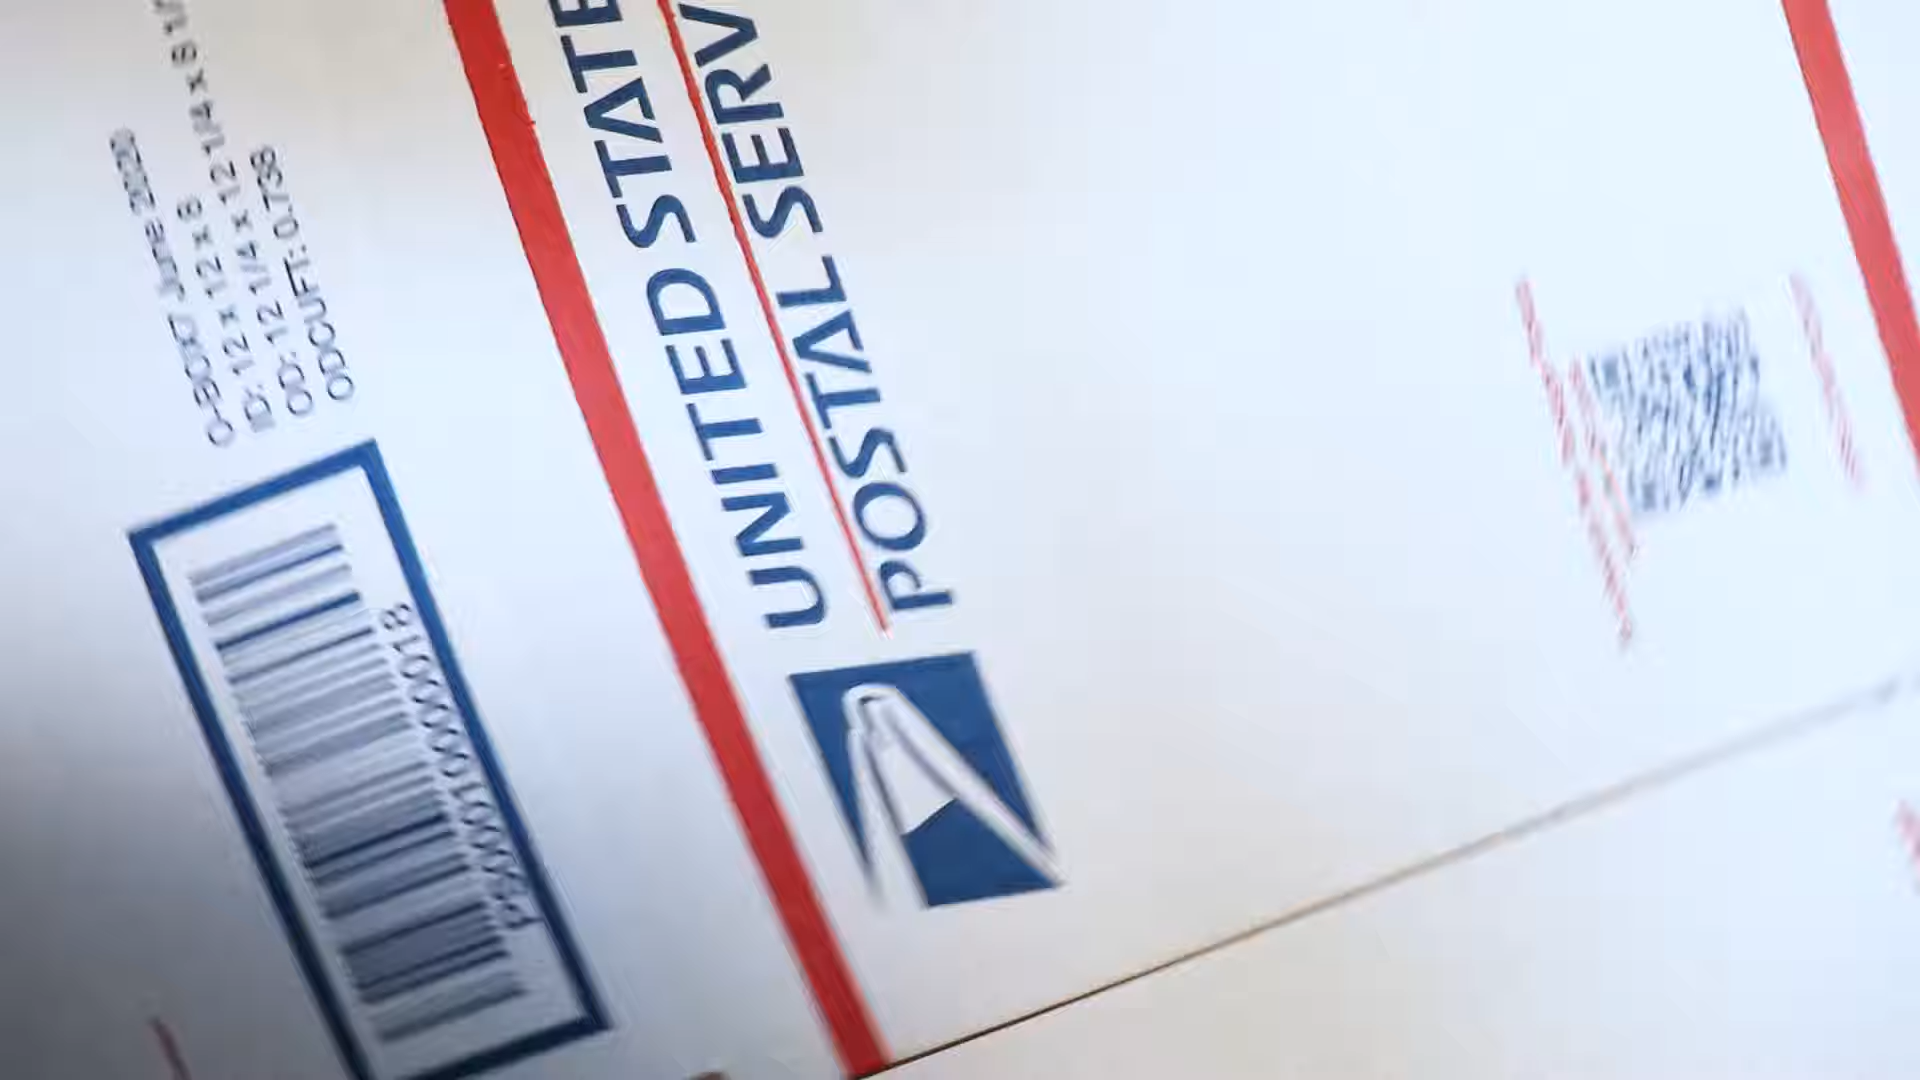 UNITED STATE
POSTAL SERV
O-BOX7 June 2020
ID: 12 x 12 x 8
OD: 12 1/4 x 12 1/4 x 8 1/
ODCUFT: 0.738